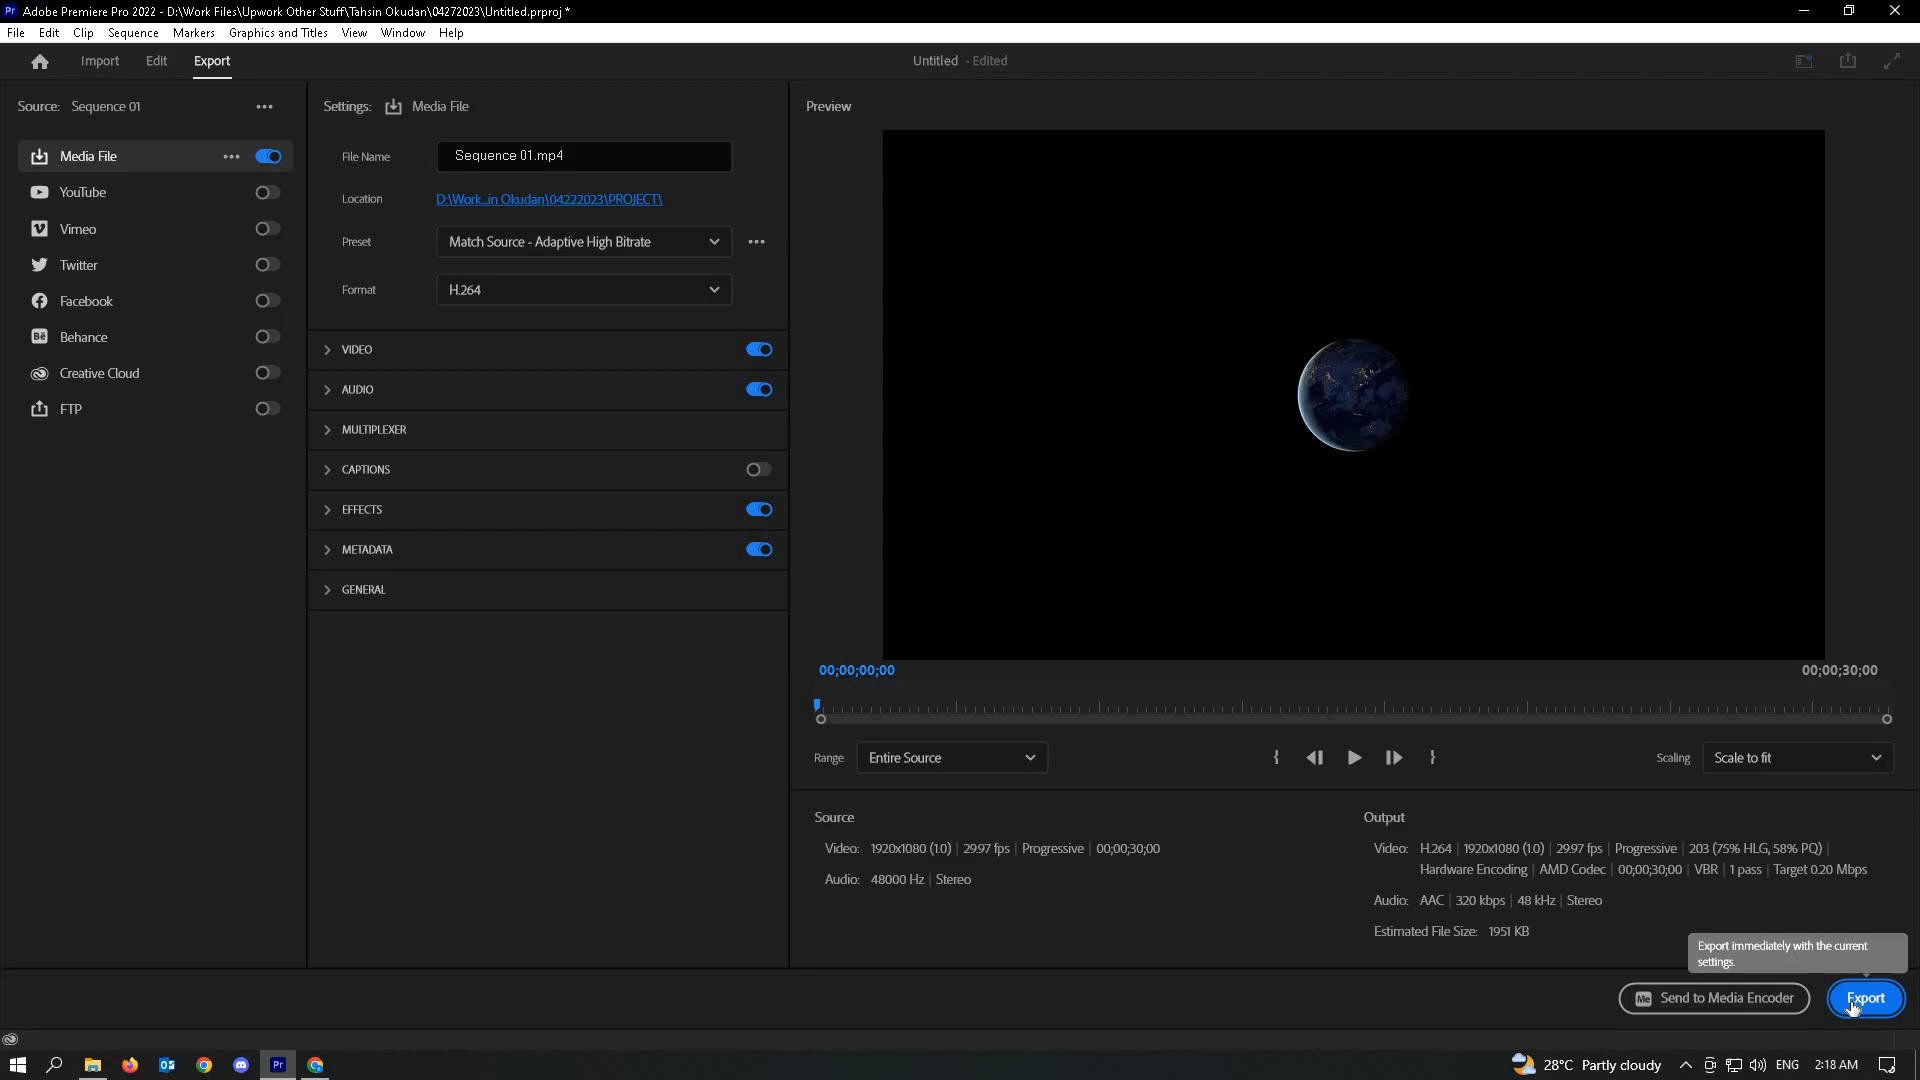 Pr Adobe Premiere Pro 2022 - D:\Work Files\Upwork Other Stuff\Tahsin Okudan\04272023\Untitled.prproj *
File Edit Clip Sequence Markers Graphics and Titles View Window Help
Import Edit Export
Untitled - Edited
Source: Sequence 01
Media File
YouTube
Vimeo
Twitter
Facebook
Bē Behance
Creative Cloud
FTP
Settings: Media File
File Name Sequence 01.mp4
Location D:\Work_in Okudan\04222023\PROJECT\
Preset Match Source - Adaptive High Bitrate
Format H.264
VIDEO
AUDIO
MULTIPLEXER
CAPTIONS
EFFECTS
METADATA
GENERAL
Preview
00;00;00;00 00;00;30;00
Range Entire Source
Scaling Scale to fit
Source
Video: 1920x1080 (1.0) | 29.97 fps | Progressive | 00;00;30;00
Audio: 48000 Hz | Stereo
Output
Video: H.264 | 1920x1080 (1.0) | 29.97 fps | Progressive | 203 (75% HLG, 58% PQ) |
Hardware Encoding | AMD Codec | 00;00;30;00 | VBR | 1 pass | Target 0.20 Mbps
Audio: AAC | 320 kbps | 48 kHz | Stereo
Estimated File Size: 1951 KB
Export immediately with the current
settings.
Me Send to Media Encoder
Export
Pr
28°C Partly cloudy
ENG
2:18 AM